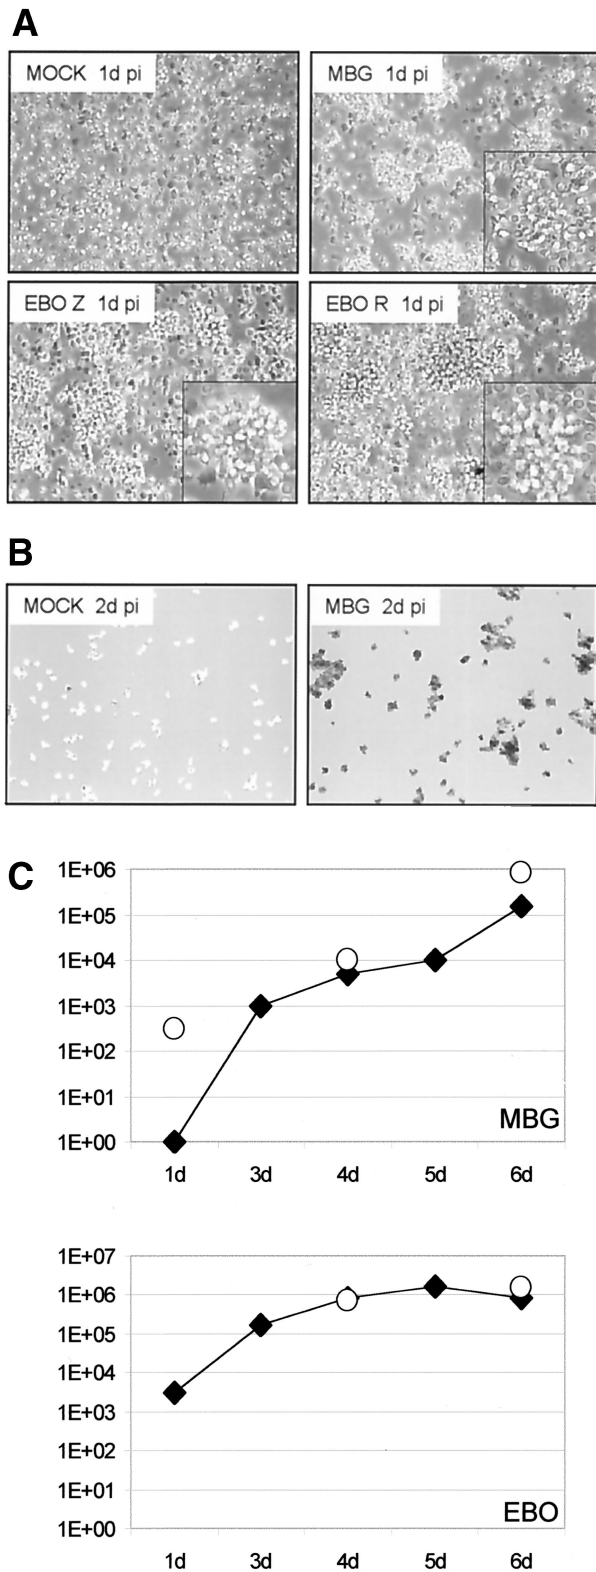 A
MOCK 1d pi
MBG 1d pi
EBO Z 1d pi
EBO R 1d pi
B
MOCK 2d pi
MBG 2d pi
C
1E+06
1E+05
1E+04
1E+03
1E+02
1E+01
1E+00
MBG
1d 3d 4d 5d 6d
1E+07
1E+06
1E+05
1E+04
1E+03
1E+02
1E+01
1E+00
EBO
1d 3d 4d 5d 6d